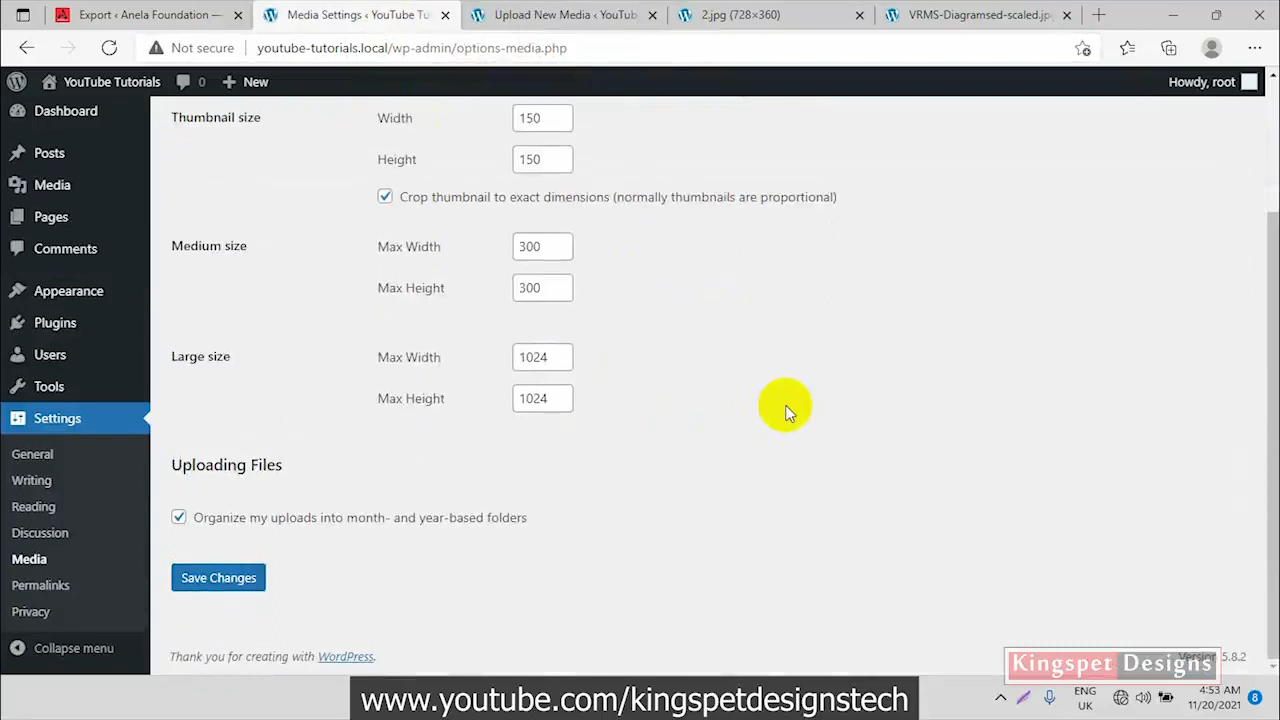 Export ‹ Anela Foundation —
Media Settings ‹ YouTube Tu
Upload New Media ‹ YouTub
2.jpg (728×360)
VRMS-Diagramsed-scaled.jp
Not secure
youtube-tutorials.local/wp-admin/options-media.php
YouTube Tutorials
0
New
Howdy, root
Dashboard
Posts
Media
Pages
Comments
Appearance
Plugins
Users
Tools
Settings
General
Writing
Reading
Discussion
Media
Permalinks
Privacy
Collapse menu
Thumbnail size
Width
150
Height
150
Crop thumbnail to exact dimensions (normally thumbnails are proportional)
Medium size
Max Width
300
Max Height
300
Large size
Max Width
1024
Max Height
1024
Uploading Files
Organize my uploads into month- and year-based folders
Save Changes
Thank you for creating with WordPress.
Version 5.8.2
Kingspet Designs
www.youtube.com/kingspetdesignstech
ENG
UK
4:53 AM
11/20/2021
8